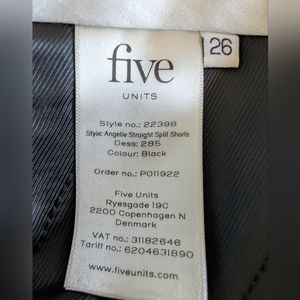 five
26
UNITS
Style no.: 22398
Style: Angelie Straight Split Shorts
Dess: 285
Colour: Black
Order no.: P011922
Five Units
Ryesgade 19C
2200 Copenhagen N
Denmark
VAT no.: 31182646
Tariff no.: 6204631890
www.fiveunits.com